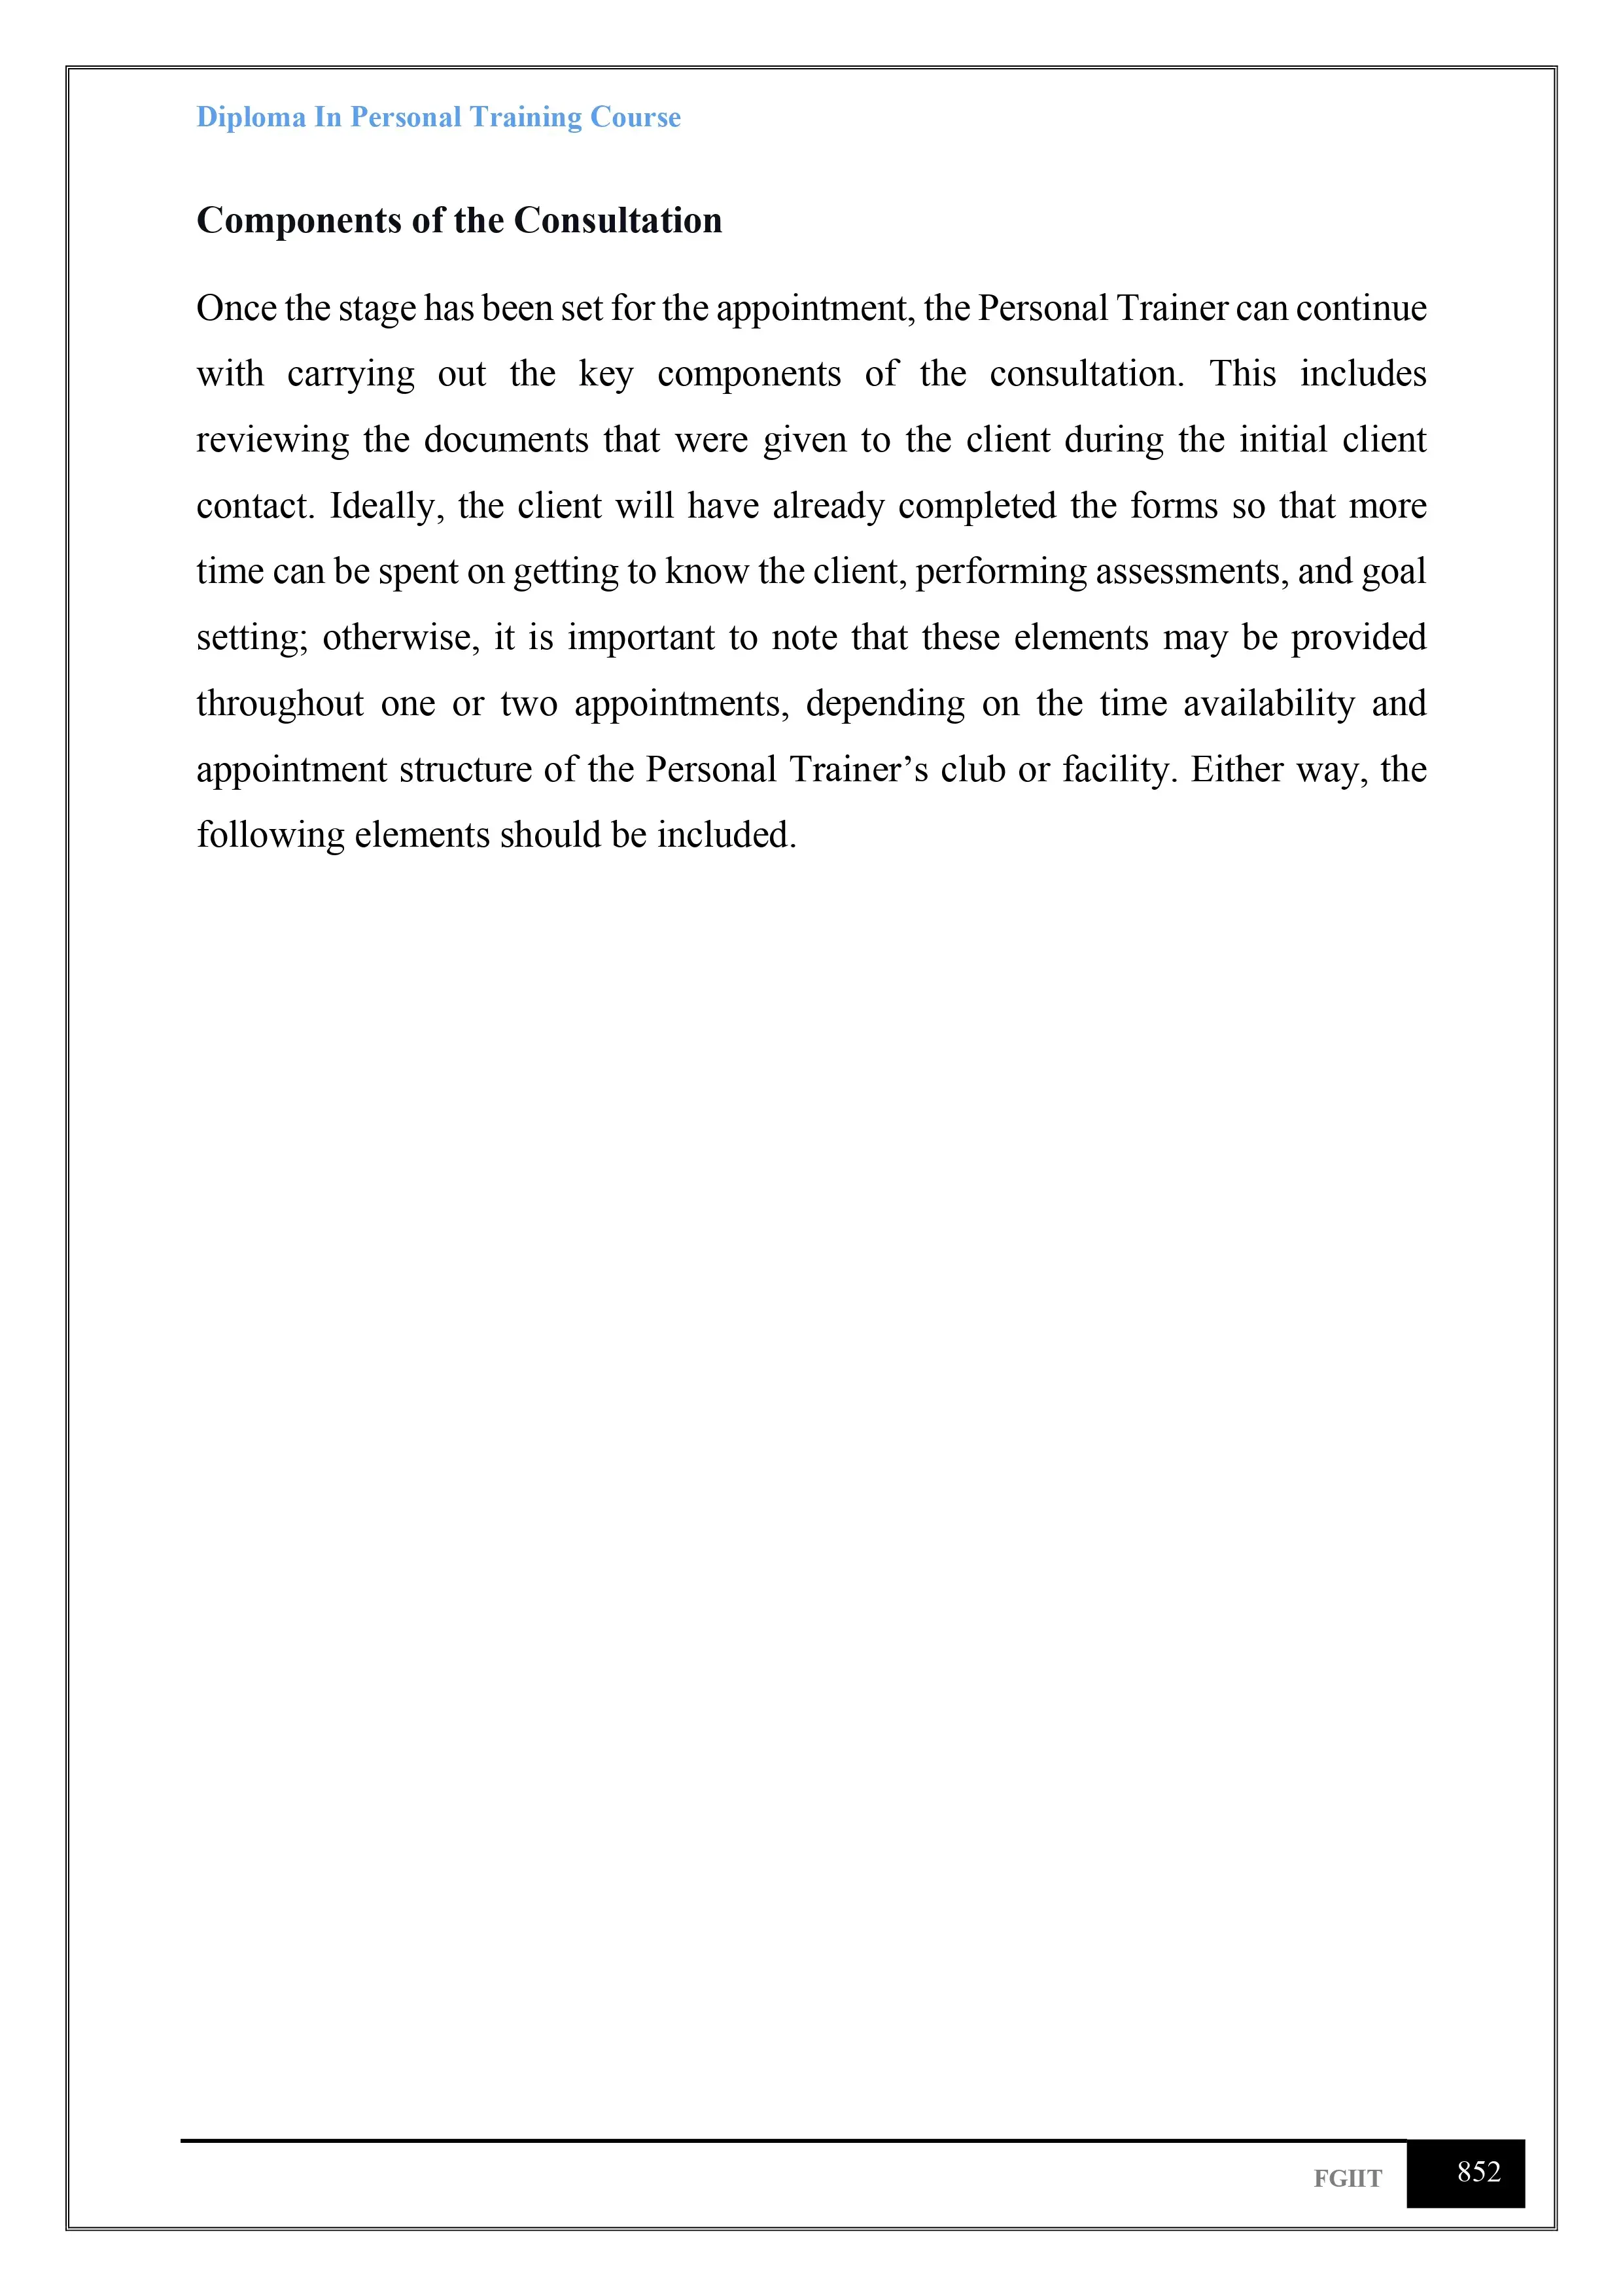 Diploma In Personal Training Course
Components of the Consultation
Once the stage has been set for the appointment, the Personal Trainer can continue
with carrying out the key components of the consultation. This includes
reviewing the documents that were given to the client during the initial client
contact. Ideally, the client will have already completed the forms so that more
time can be spent on getting to know the client, performing assessments, and goal
setting; otherwise, it is important to note that these elements may be provided
throughout one or two appointments, depending on the time availability and
appointment structure of the Personal Trainer’s club or facility. Either way, the
following elements should be included.
FGIIT
852